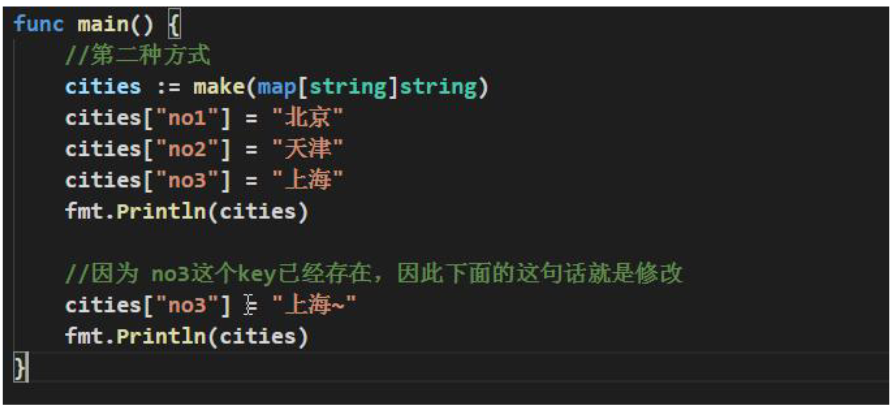 func main() {
//第二种方式
cities := make(map[string]string)
cities["no1"] = "北京"
cities["no2"] = "天津"
cities["no3"] = "上海"
fmt.Println(cities)
//因为 no3这个key已经存在，因此下面的这句话就是修改
cities["no3"] = "上海~"
fmt.Println(cities)
}